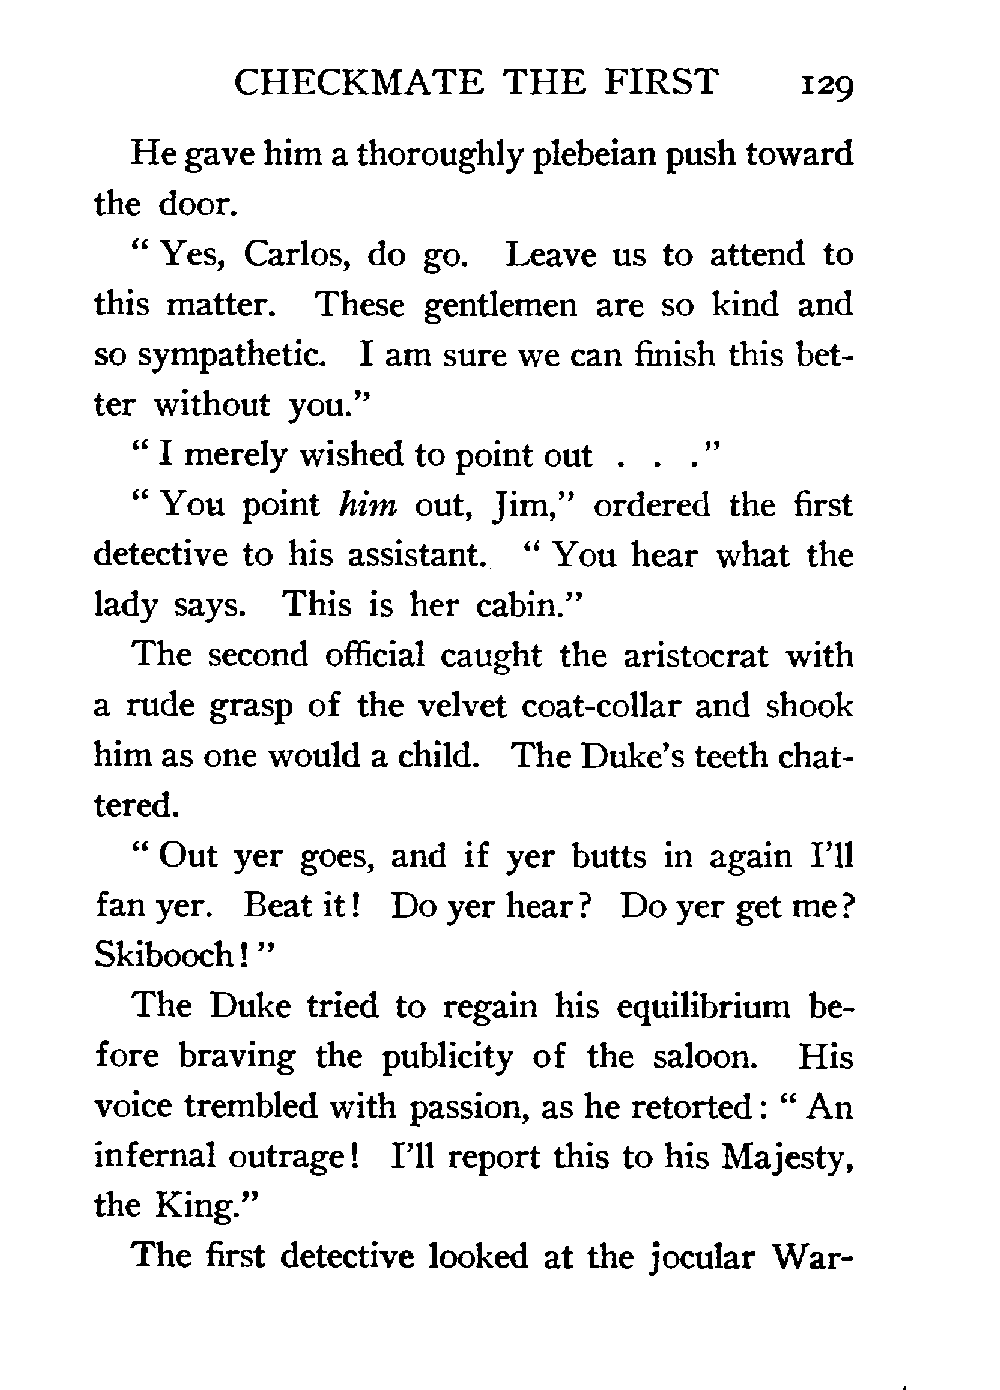 CHECKMATE THE FIRST 129
He gave him a thoroughly plebeian push toward
the door.
“ Yes, Carlos, do go. Leave us to attend to
this matter. These gentlemen are so kind and
so sympathetic. I am sure we can finish this bet-
ter without you.”
“ I merely wished to point out . . .”
“ You point him out, Jim,” ordered the first
detective to his assistant. “ You hear what the
lady says. This is her cabin.”
The second official caught the aristocrat with
a rude grasp of the velvet coat-collar and shook
him as one would a child. The Duke’s teeth chat-
tered.
“ Out yer goes, and if yer butts in again I’ll
fan yer. Beat it! Do yer hear? Do yer get me?
Skibooch! ”
The Duke tried to regain his equilibrium be-
fore braving the publicity of the saloon. His
voice trembled with passion, as he retorted: “ An
infernal outrage! I’ll report this to his Majesty,
the King.”
The first detective looked at the jocular War-